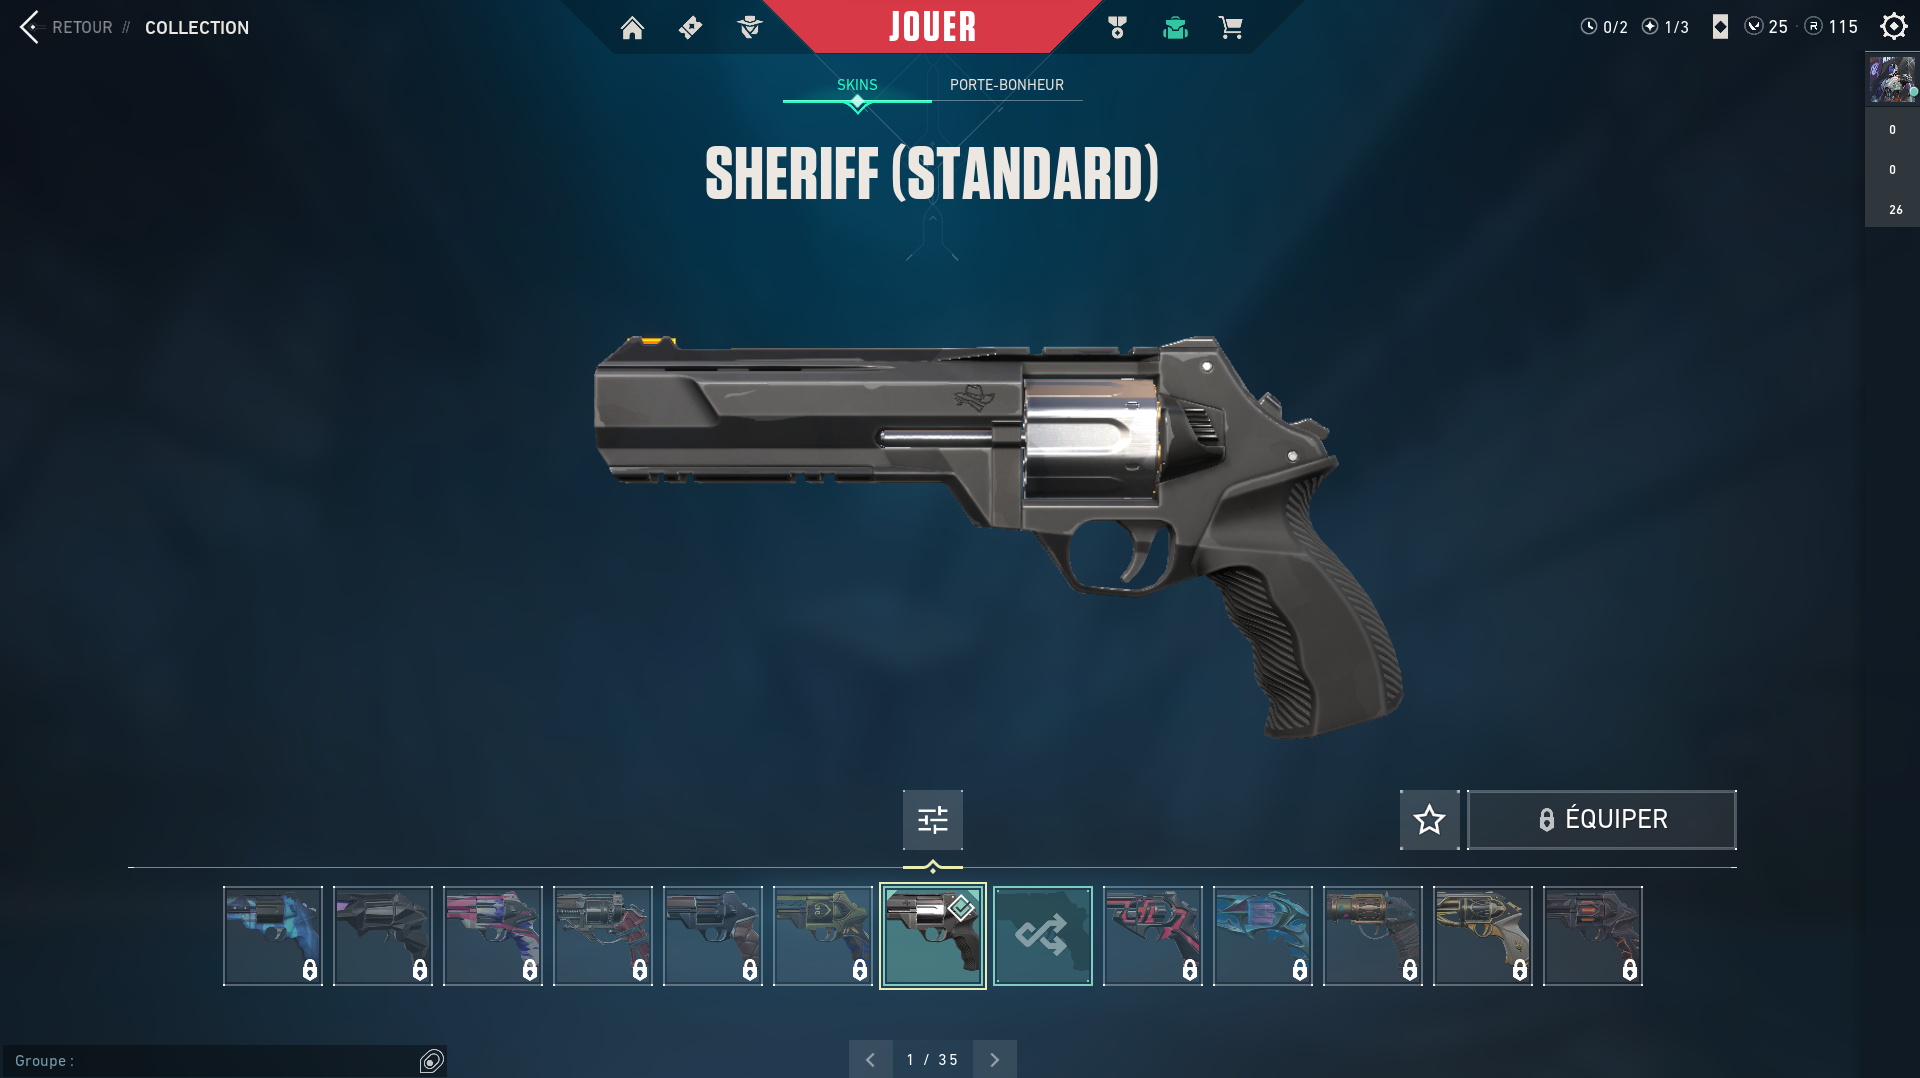 RETOUR // COLLECTION
JOUER
0/2 1/3 25 115
SKINS PORTE-BONHEUR
SHERIFF (STANDARD)
0
0
26
ÉQUIPER
Groupe :
1 / 35